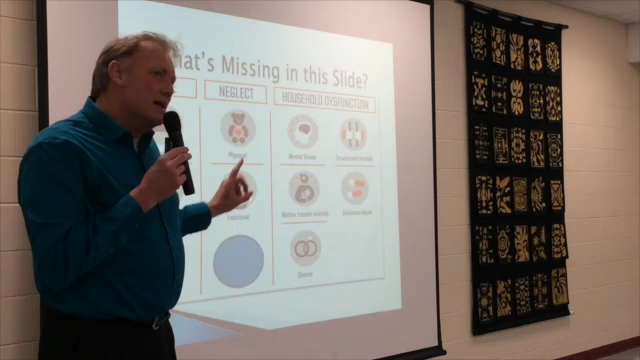 hat's Missing in this Slide?
NEGLECT
HOUSEHOLD DYSFUNCTION
Physical
Mental Illness
Incarcerated Relative
Emotional
Mother treated violently
Substance Abuse
Divorce